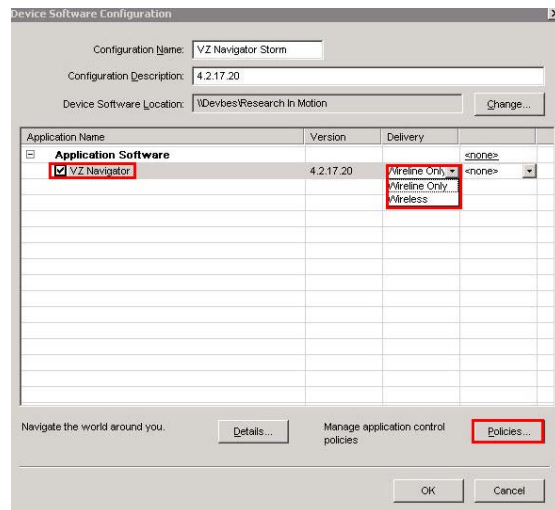 Device Software Configuration
Configuration Name: VZ Navigator Storm
Configuration Description: 4.2.17.20
Device Software Location: \\Devbes\Research In Motion Change...
Application Name Version Delivery
Application Software <none>
VZ Navigator 4.2.17.20 Wireline Only <none>
Wireline Only
Wireless
Navigate the world around you. Details... Manage application control policies Policies...
OK Cancel